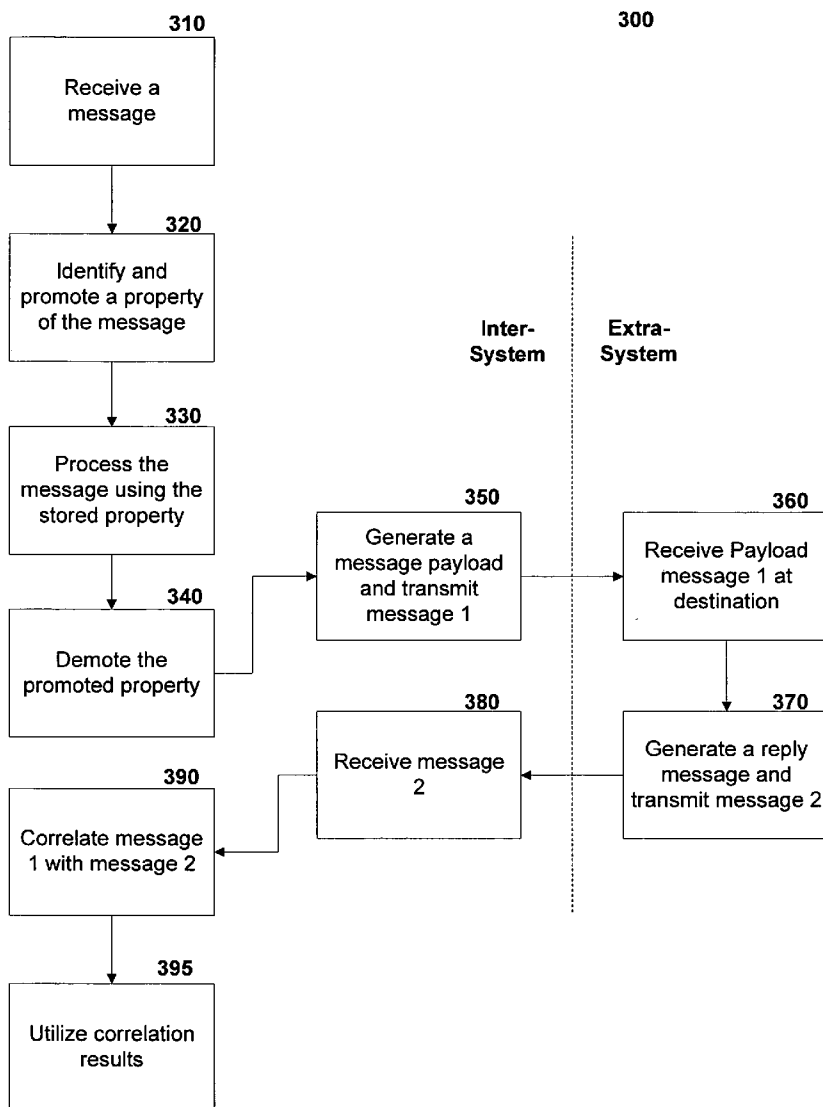 310
300
Receive a
message
320
Identify and
promote a property
of the message
Inter-
System
Extra-
System
330
Process the
message using the
stored property
340
Demote the
promoted property
350
Generate a
message payload
and transmit
message 1
360
Receive Payload
message 1 at
destination
370
Generate a reply
message and
transmit message 2
380
Receive message
2
390
Correlate message
1 with message 2
395
Utilize correlation
results